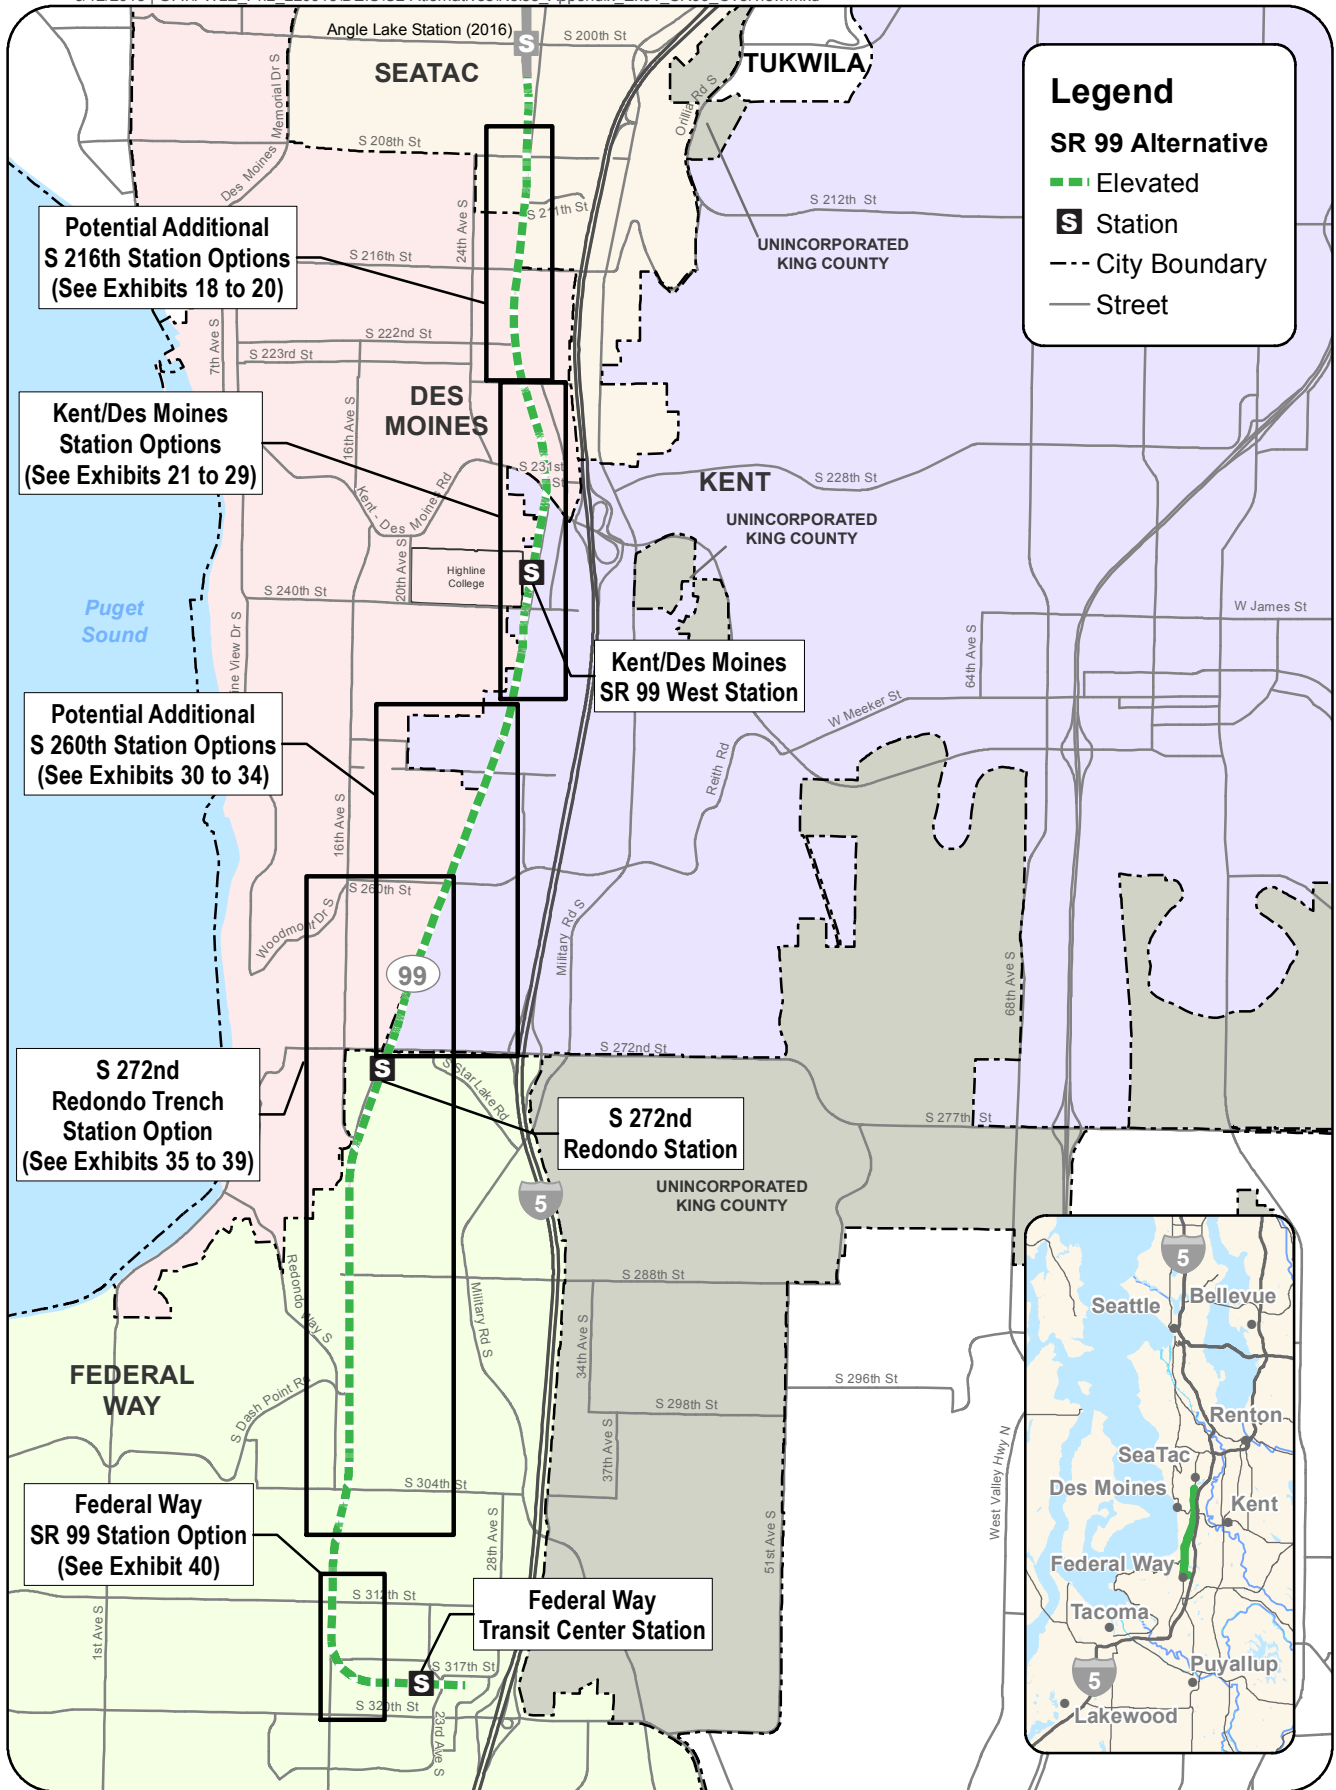 Angle Lake Station (2016)
S
S 200th St
SEATAC
TUKWILA
Legend
SR 99 Alternative
Elevated
S Station
City Boundary
Street
Des Moines Memorial Dr S
Orillia Rd S
S 208th St
S 212th St
S 211th St
24th Ave S
UNINCORPORATED
KING COUNTY
Potential Additional
S 216th Station Options
(See Exhibits 18 to 20)
S 216th St
7th Ave S
S 222nd St
S 223rd St
DES
MOINES
16th Ave S
Kent/Des Moines
Station Options
(See Exhibits 21 to 29)
S 231st
St
KENT
S 228th St
Kent - Des Moines Rd
UNINCORPORATED
KING COUNTY
20th Ave S
Highline
College
S
S 240th St
Puget
Sound
W James St
64th Ave S
ine View Dr S
Kent/Des Moines
SR 99 West Station
W Meeker St
Potential Additional
S 260th Station Options
(See Exhibits 30 to 34)
Reith Rd
16th Ave S
S 260th St
Woodmont Dr S
Military Rd S
99
68th Ave S
S 272nd St
S
S Star Lake Rd
S 272nd
Redondo Trench
Station Option
(See Exhibits 35 to 39)
S 272nd
Redondo Station
S 277th St
5
UNINCORPORATED
KING COUNTY
Redondo Way S
Military Rd S
S 288th St
34th Ave S
FEDERAL
WAY
S Dash Point Rd
S 296th St
S 298th St
37th Ave S
West Valley Hwy N
S 304th St
Federal Way
SR 99 Station Option
(See Exhibit 40)
28th Ave S
51st Ave S
S 312th St
1st Ave S
Federal Way
Transit Center Station
S 317th St
S
S 320th St
23rd Ave S
5
Seattle
Bellevue
Renton
SeaTac
Des Moines
Kent
Federal Way
Tacoma
5
Puyallup
Lakewood